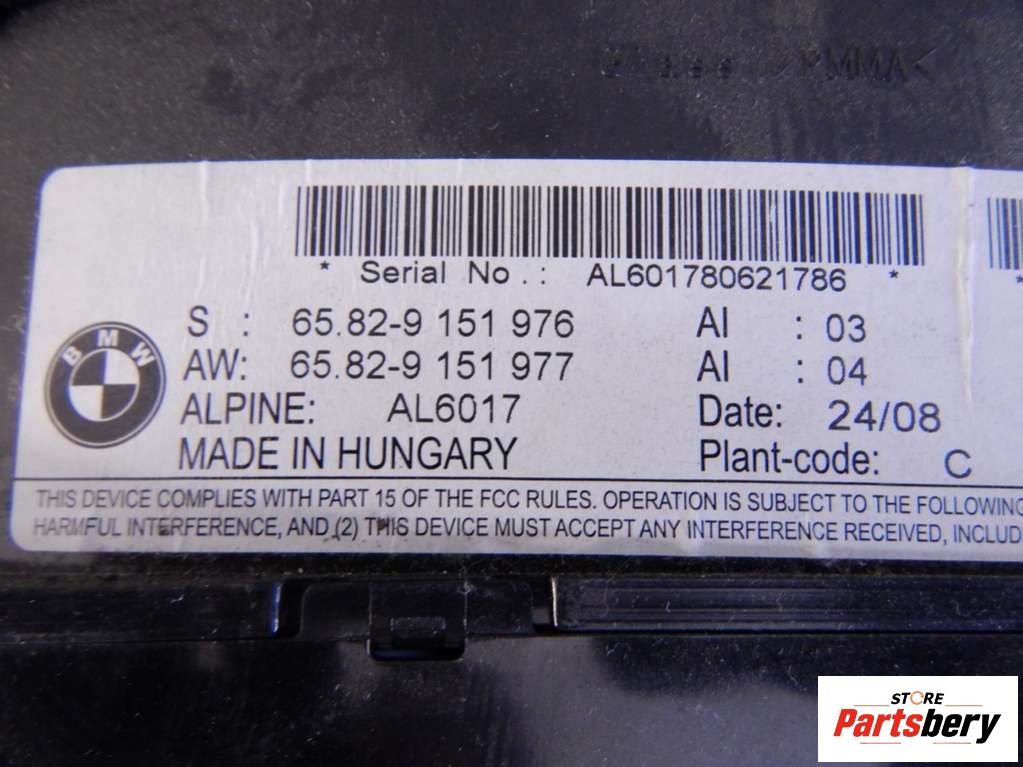 >PMMA<
* Serial No.: AL601780621786 *
*
S : 65.82-9 151 976 AI : 03
AW: 65.82-9 151 977 AI : 04
BMW
ALPINE: AL6017 Date: 24/08
MADE IN HUNGARY Plant-code: C
THIS DEVICE COMPLIES WITH PART 15 OF THE FCC RULES. OPERATION IS SUBJECT TO THE FOLLOWING
HARMFUL INTERFERENCE, AND (2) THIS DEVICE MUST ACCEPT ANY INTERFERENCE RECEIVED, INCLUD
STORE
Partsbery